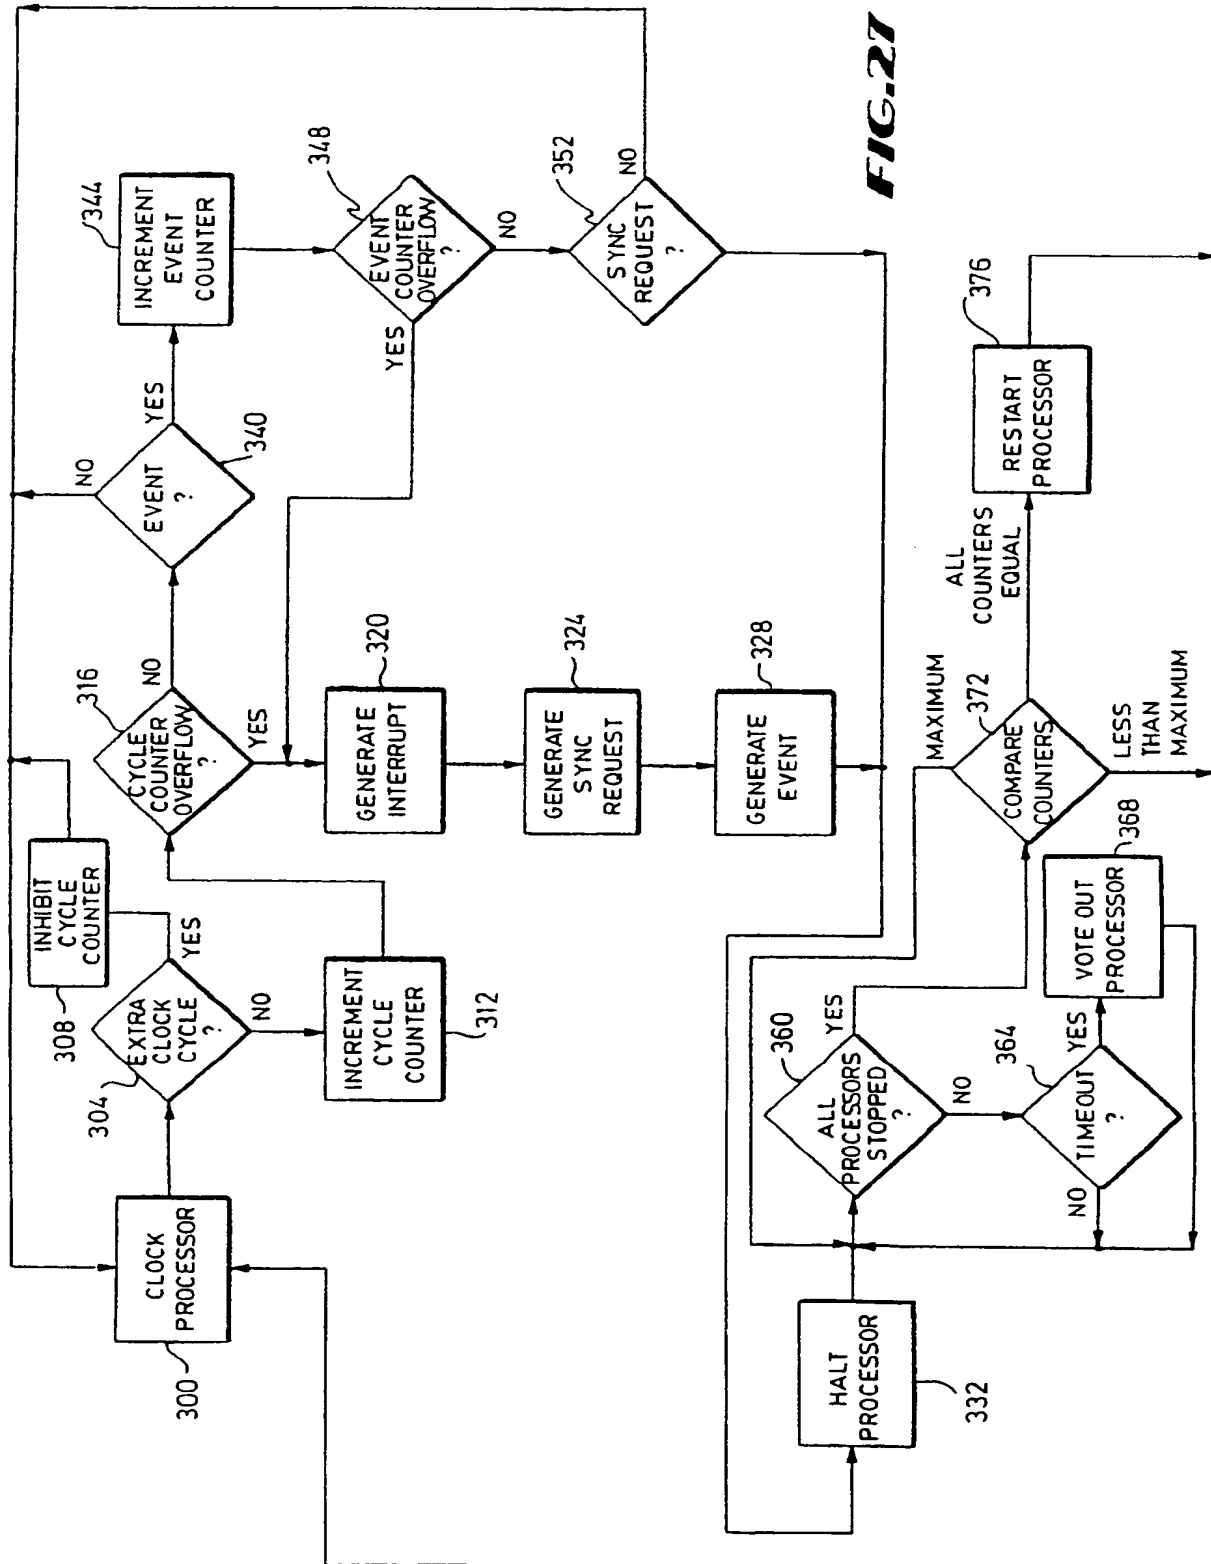 300
CLOCK
PROCESSOR
304
EXTRA
CLOCK
CYCLE
?
YES
NO
308
INHIBIT
CYCLE
COUNTER
INCREMENT
CYCLE
COUNTER
312
316
CYCLE
COUNTER
OVERFLOW
?
NO
YES
EVENT
?
NO
YES
340
344
INCREMENT
EVENT
COUNTER
348
EVENT
COUNTER
OVERFLOW
?
YES
NO
352
SYNC
REQUEST
?
NO
GENERATE
INTERRUPT
320
GENERATE
SYNC
REQUEST
324
GENERATE
EVENT
328
HALT
PROCESSOR
332
360
ALL
PROCESSORS
STOPPED
?
YES
NO
364
TIMEOUT
?
YES
NO
VOTE OUT
PROCESSOR
368
MAXIMUM
372
COMPARE
COUNTERS
LESS
THAN
MAXIMUM
ALL
COUNTERS
EQUAL
RESTART
PROCESSOR
376
FIG.27